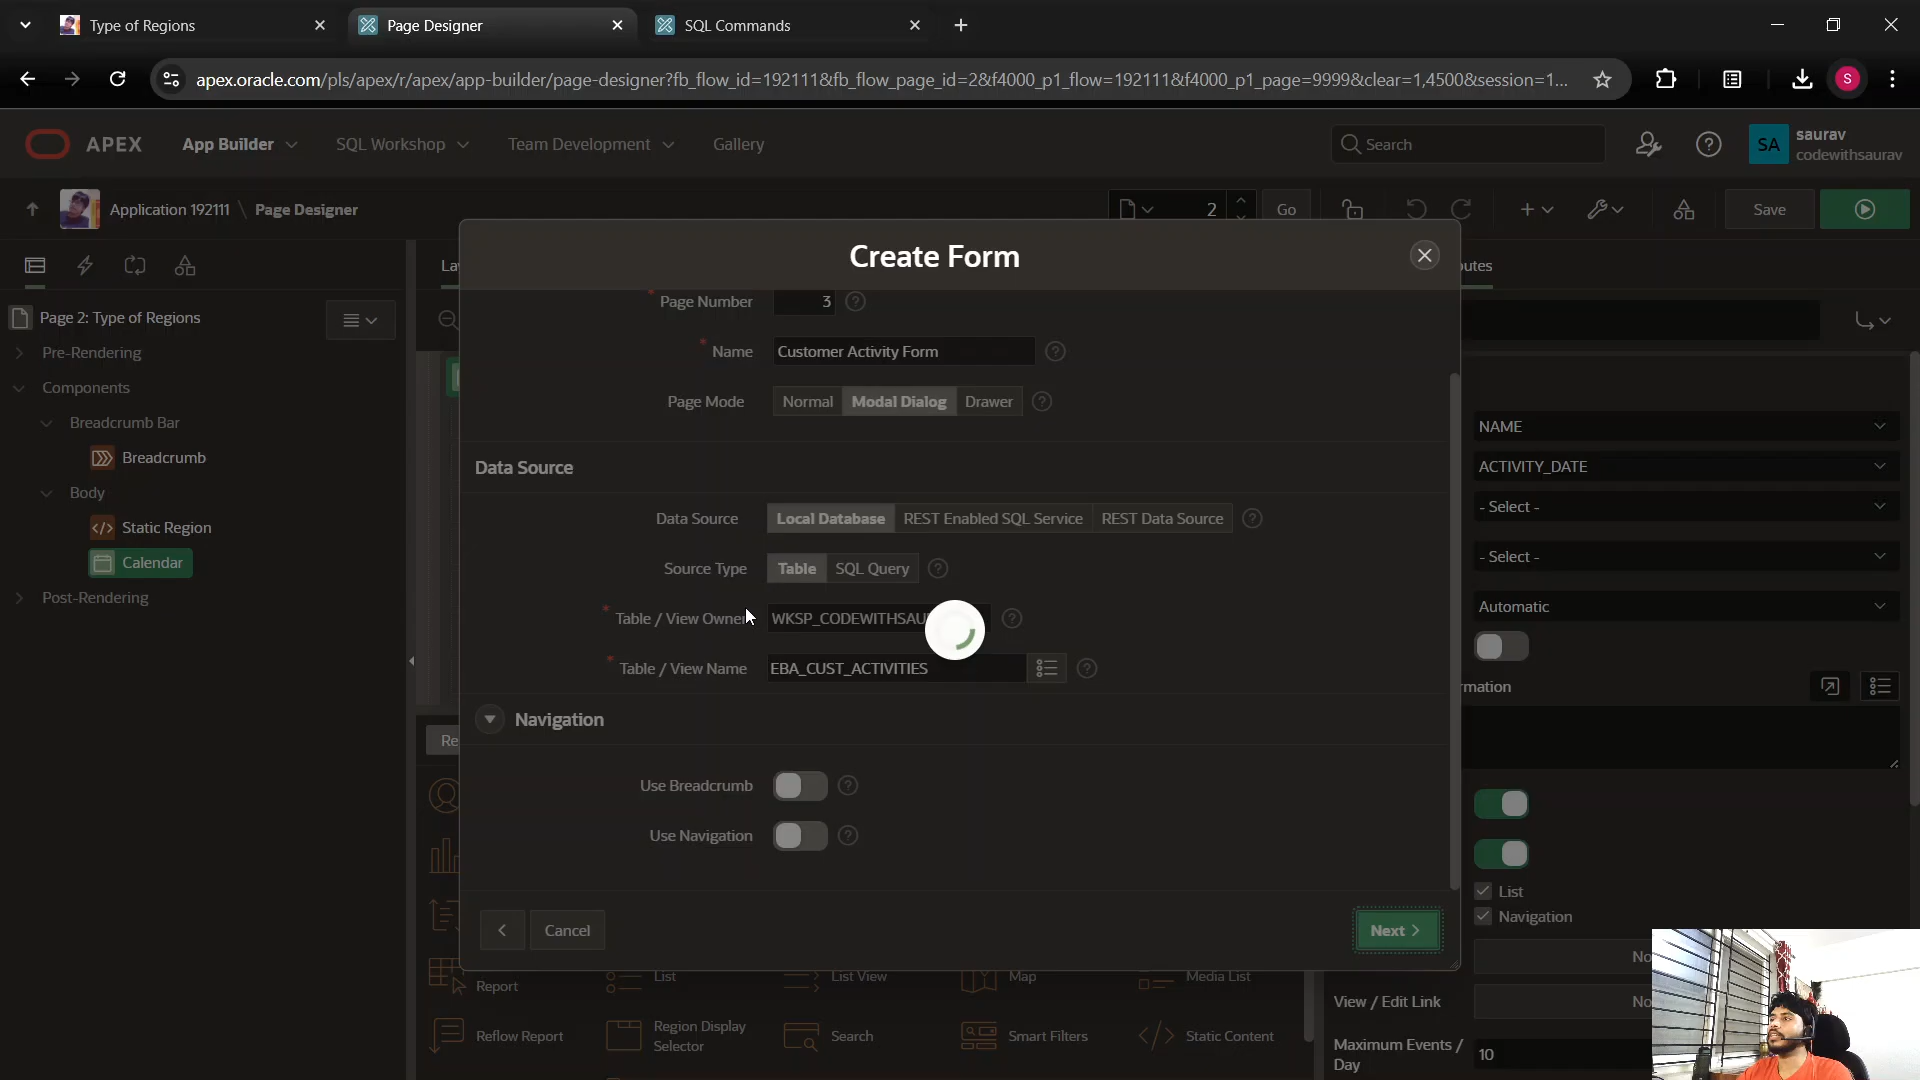 Type of Regions
Page Designer
SQL Commands
apex.oracle.com/pls/apex/r/apex/app-builder/page-designer?fb_flow_id=192111&fb_flow_page_id=2&f4000_p1_flow=192111&f4000_p1_page=9999&clear=1,4500&session=1...
S
APEX
App Builder
SQL Workshop
Team Development
Gallery
Search
SA
saurav
codewithsaurav
Application 192111 \ Page Designer
2
Go
Save
La
Create Form
butes
Page 2: Type of Regions
Pre-Rendering
Components
Breadcrumb Bar
Breadcrumb
Body
Static Region
Calendar
Post-Rendering
* Page Number
3
* Name
Customer Activity Form
Page Mode
Normal
Modal Dialog
Drawer
Data Source
Data Source
Local Database
REST Enabled SQL Service
REST Data Source
Source Type
Table
SQL Query
* Table / View Owner
WKSP_CODEWITHSAU
* Table / View Name
EBA_CUST_ACTIVITIES
Navigation
Use Breadcrumb
Use Navigation
Cancel
Next
NAME
ACTIVITY_DATE
- Select -
- Select -
Automatic
rmation
List
Navigation
No
View / Edit Link
No
Maximum Events /
Day
10
Re
Report
List
List View
Map
Media List
Reflow Report
Region Display
Selector
Search
Smart Filters
Static Content